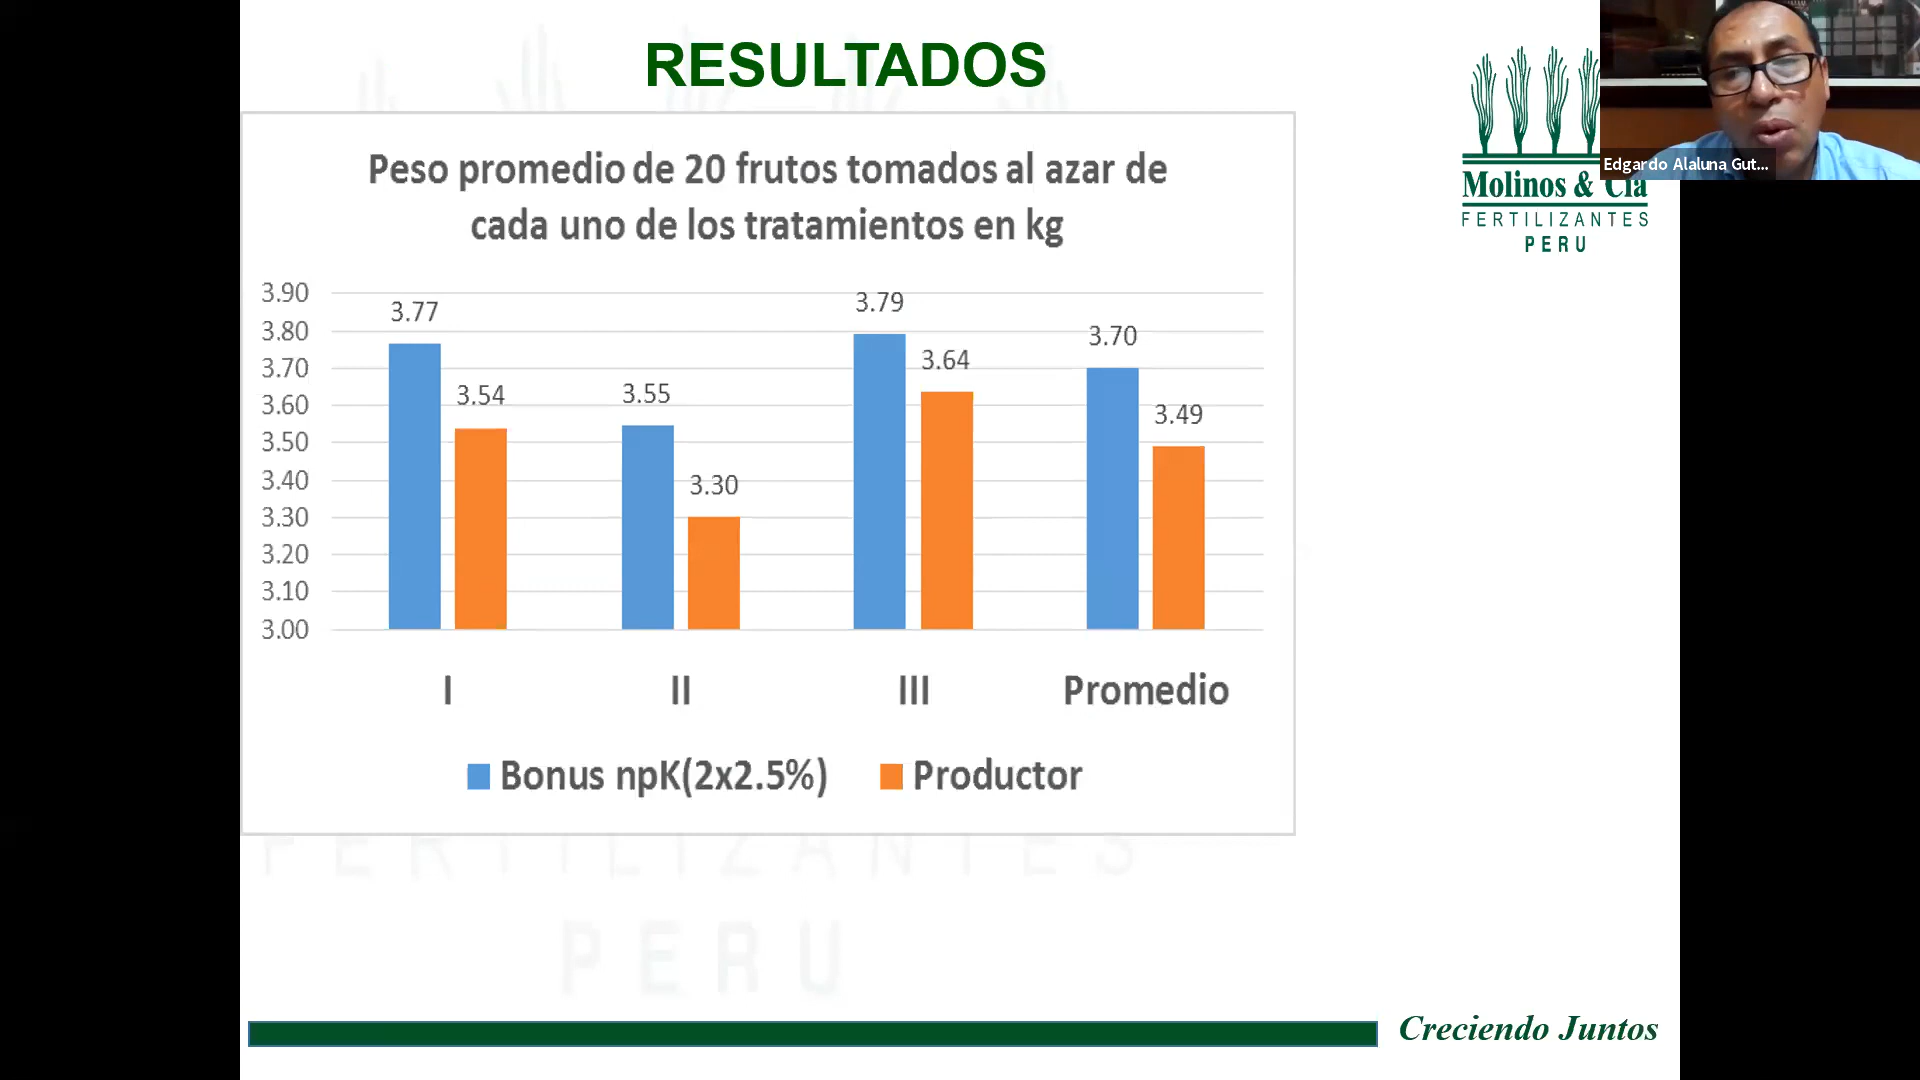 RESULTADOS
Peso promedio de 20 frutos tomados al azar de
cada uno de los tratamientos en kg
3.90
3.80
3.70
3.60
3.50
3.40
3.30
3.20
3.10
3.00
3.77
3.54
3.55
3.30
3.79
3.64
3.70
3.49
I
II
III
Promedio
Bonus npK(2x2.5%)
Productor
Edgardo Alaluna Gut...
Molinos & Cía
FERTILIZANTES
PERU
FERTILIZANTES
PERU
Creciendo Juntos